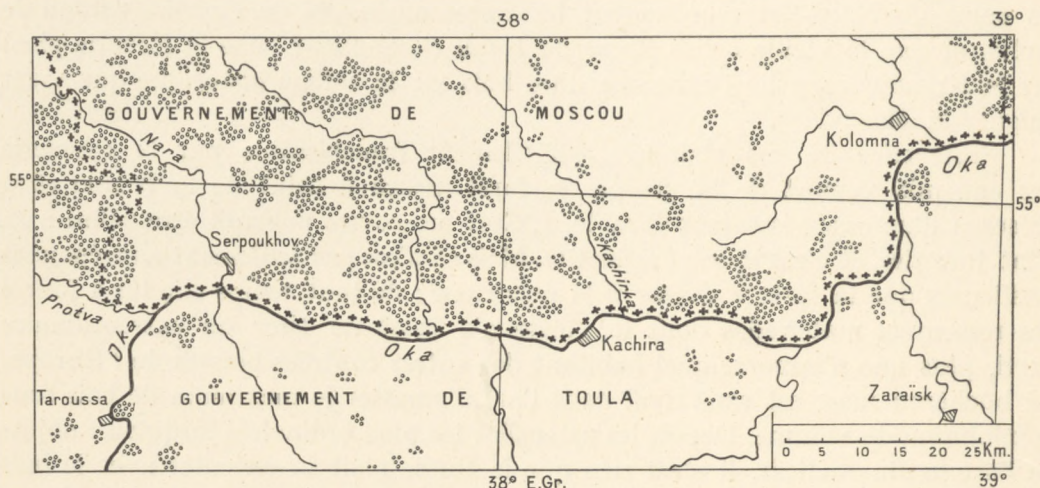 38°
39°
GOUVERNEMENT DE MOSCOU
Kolomna
Nara
Oka
55°
55°
Serpoukhov
Kachirka
Protva
Oka
Oka
Kachira
Taroussa
GOUVERNEMENT DE TOULA
Zaraïsk
0 5 10 15 20 25 Km.
38° E.Gr.
39°